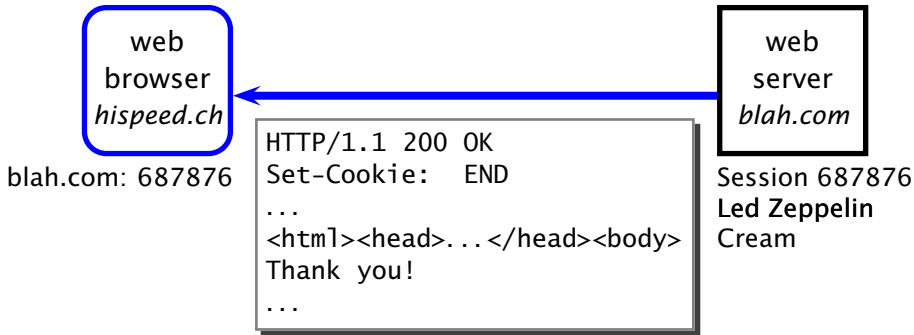 web
browser
hispeed.ch
blah.com: 687876
web
server
blah.com
Session 687876
Led Zeppelin
Cream
HTTP/1.1 200 OK
Set-Cookie:  END
...
<html><head>...</head><body>
Thank you!
...